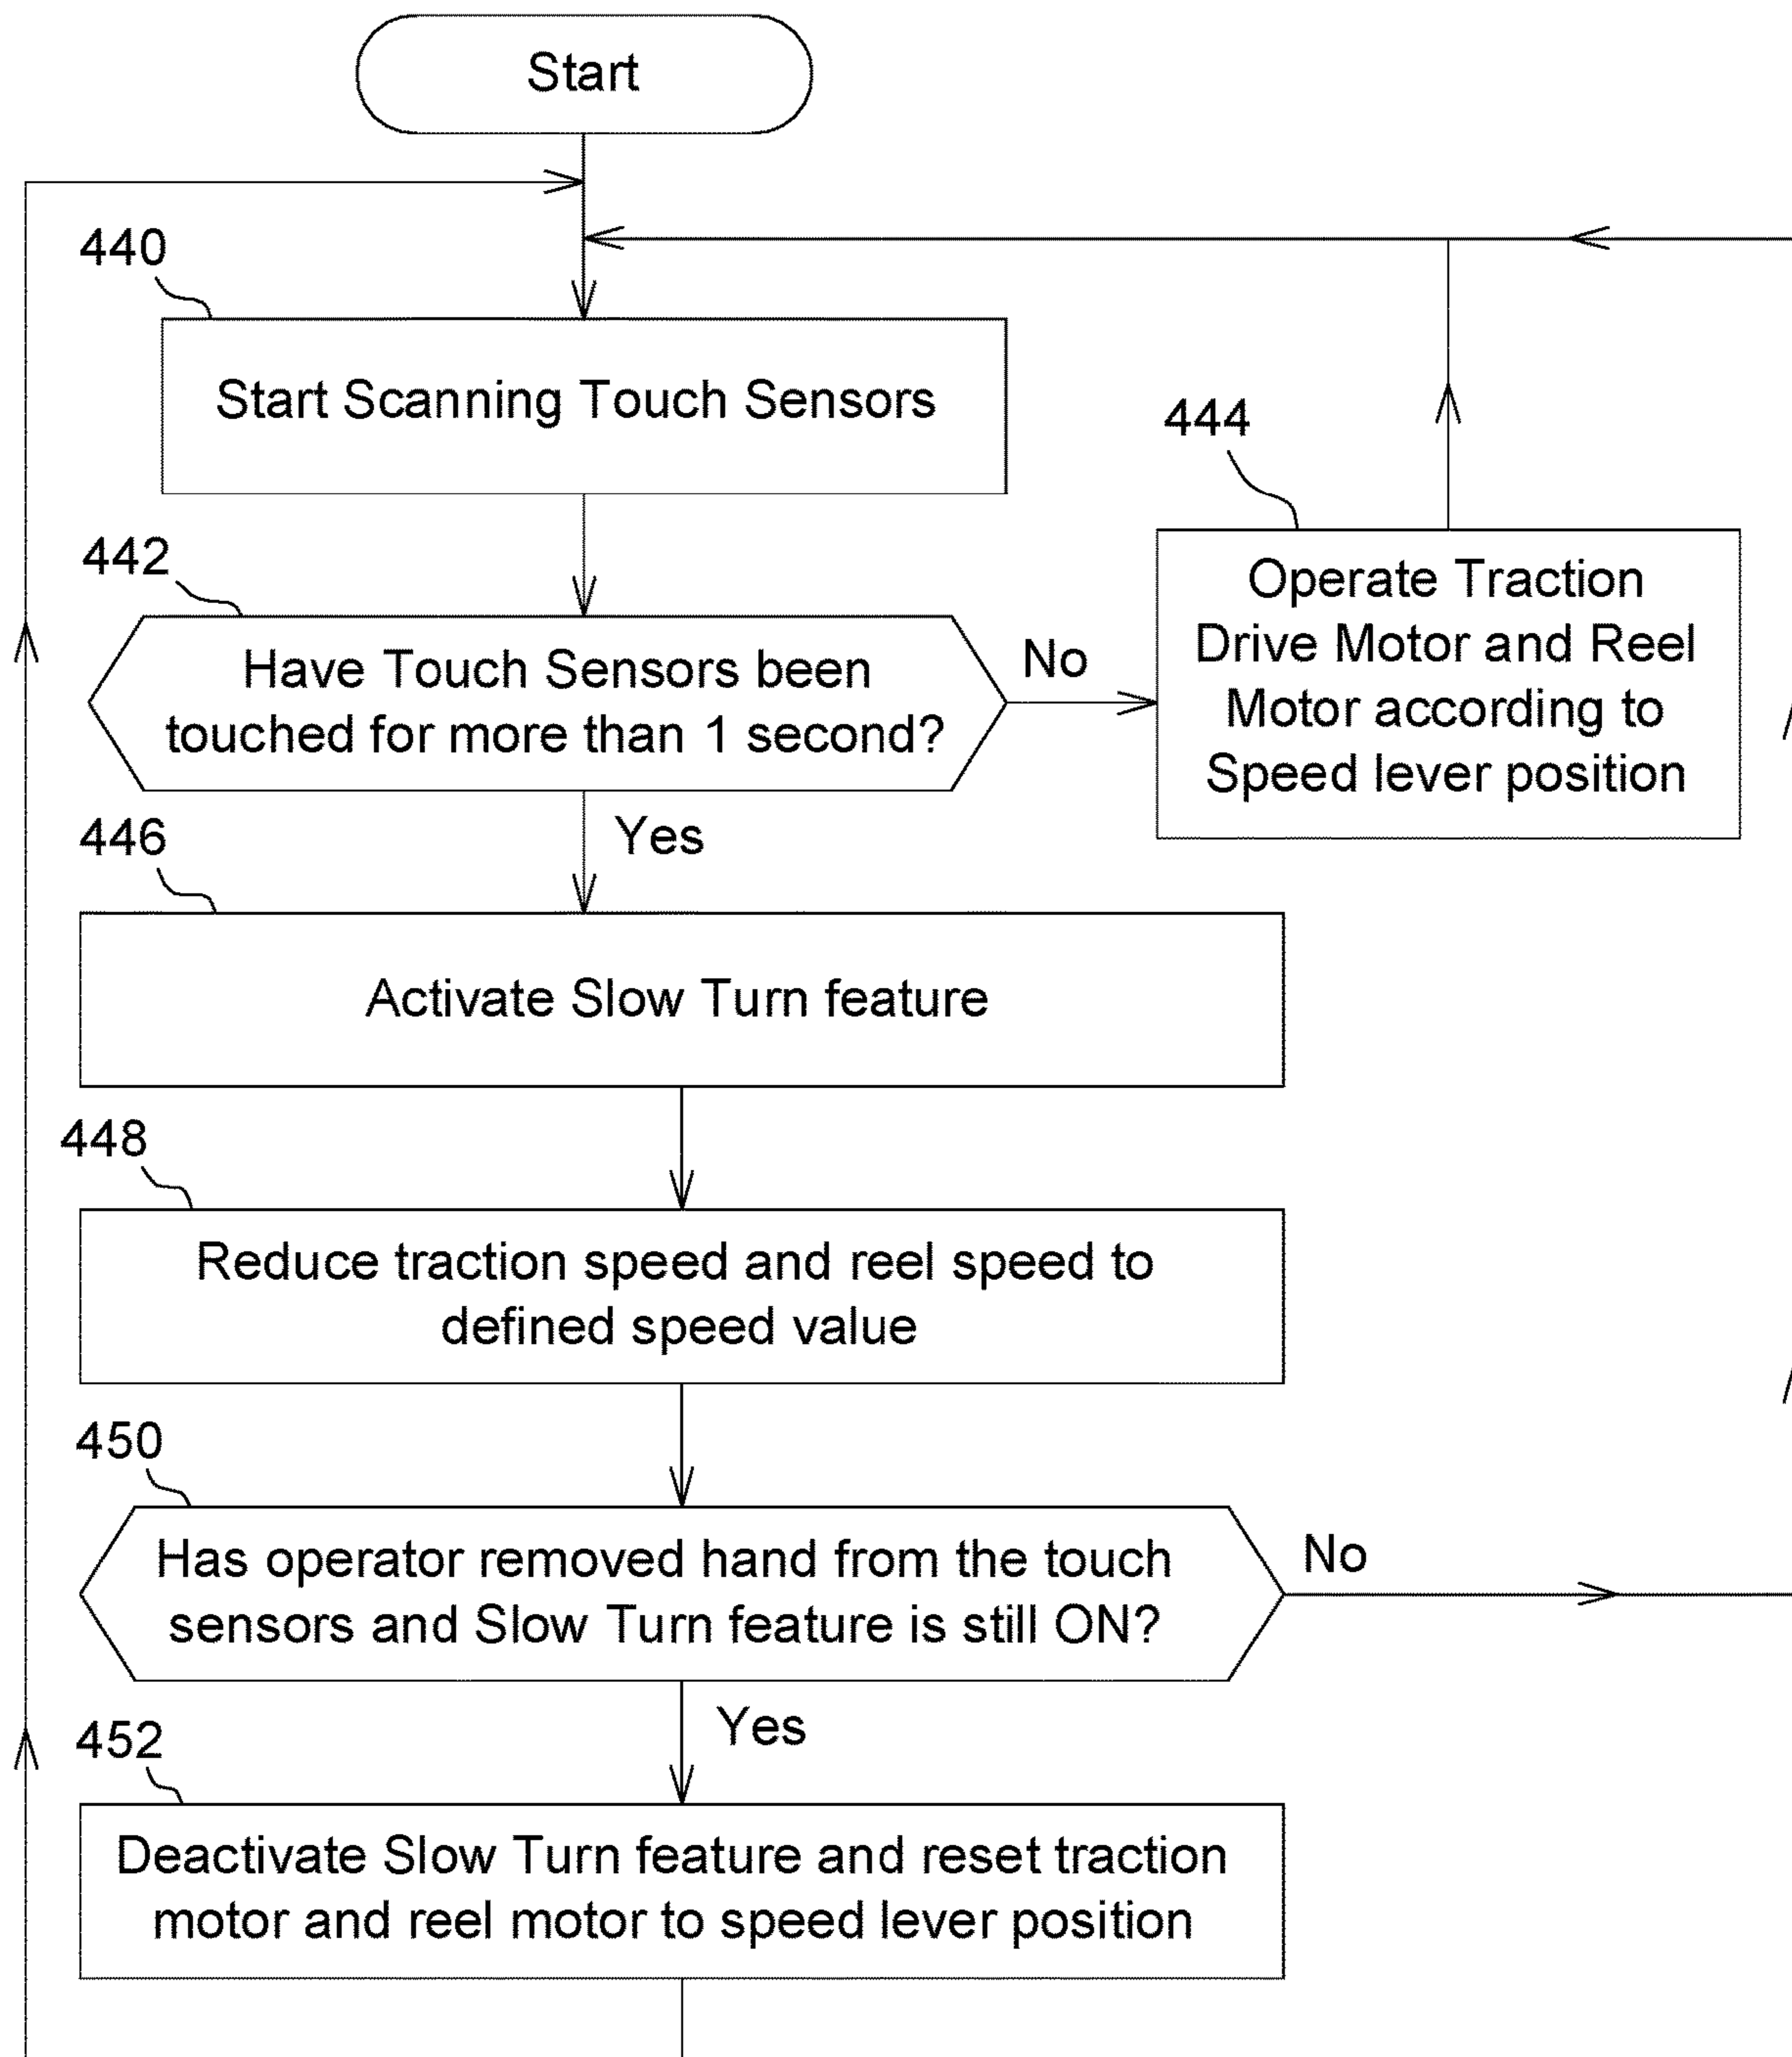 Start
440
Start Scanning Touch Sensors
442
Have Touch Sensors been
touched for more than 1 second?
No
444
Operate Traction
Drive Motor and Reel
Motor according to
Speed lever position
Yes
446
Activate Slow Turn feature
448
Reduce traction speed and reel speed to
defined speed value
450
Has operator removed hand from the touch
sensors and Slow Turn feature is still ON?
No
Yes
452
Deactivate Slow Turn feature and reset traction
motor and reel motor to speed lever position